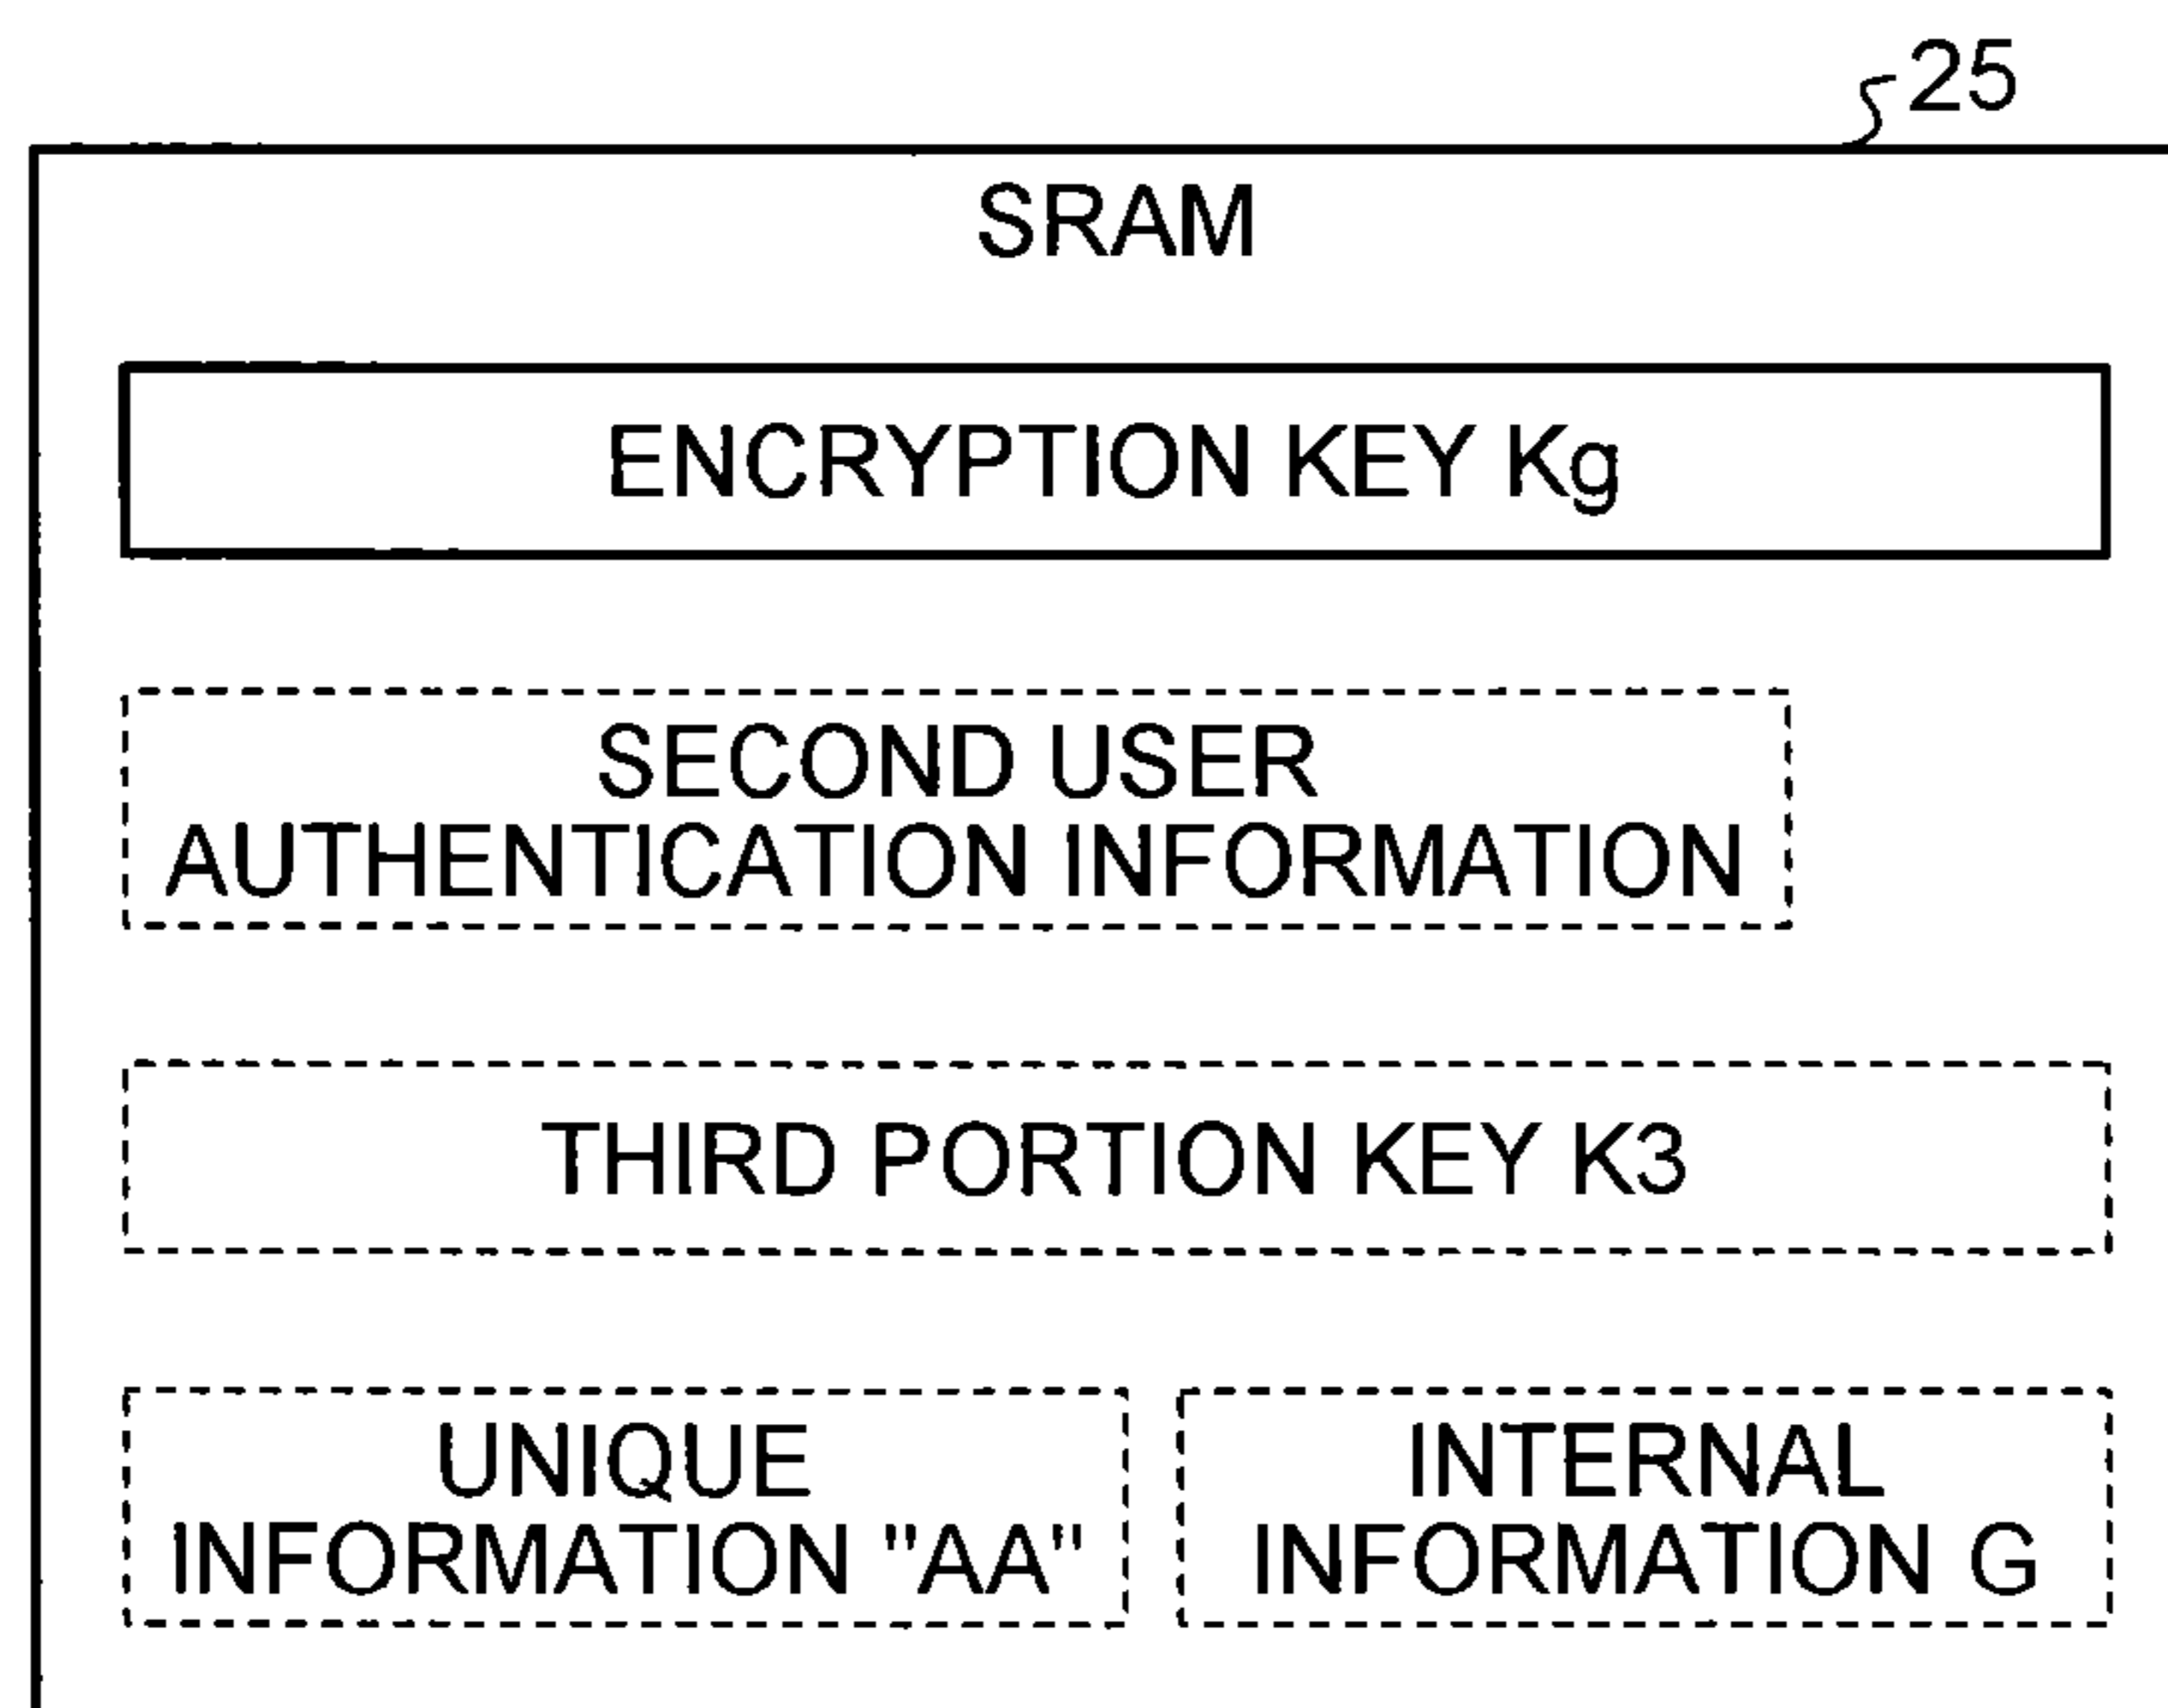 25
SRAM
ENCRYPTION KEY Kg
SECOND USER
AUTHENTICATION INFORMATION
THIRD PORTION KEY K3
UNIQUE
INFORMATION "AA"
INTERNAL
INFORMATION G